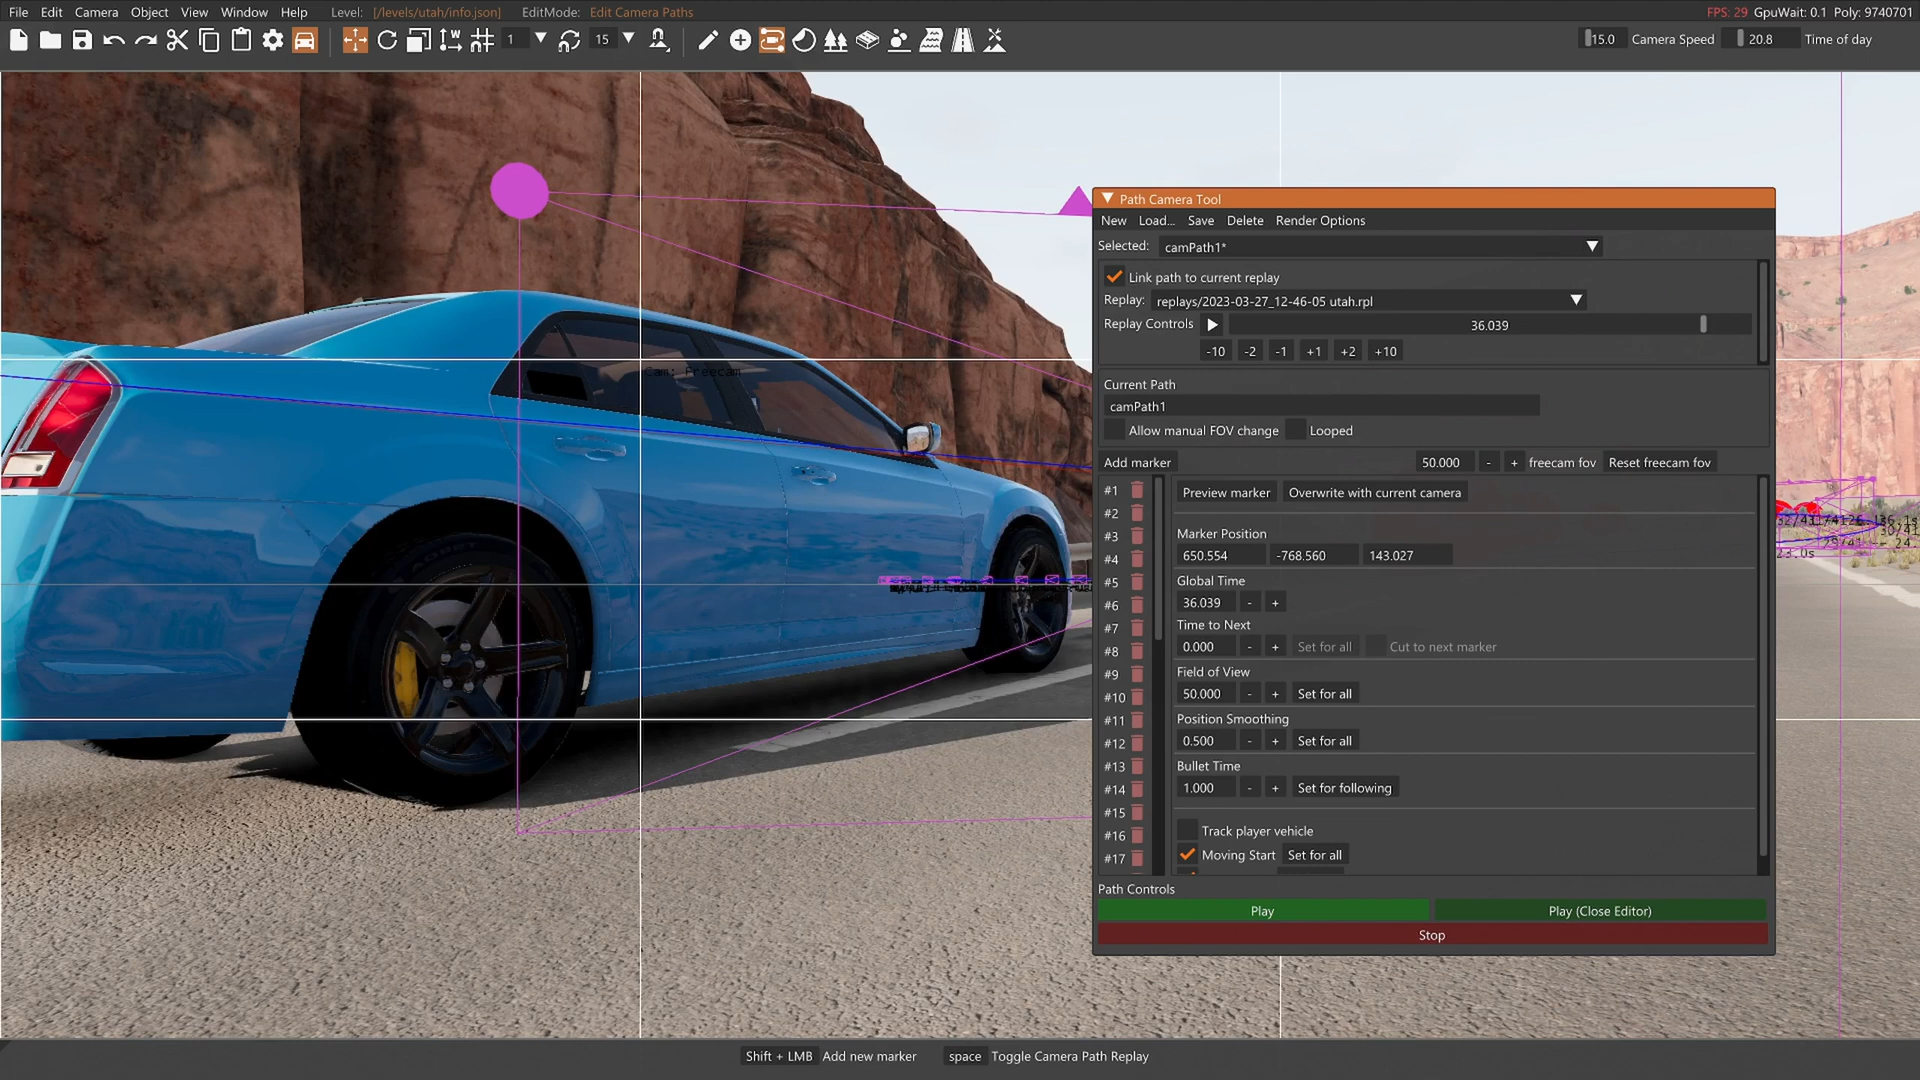 File Edit Camera Object View Window Help Level: [/levels/utah/info.json] EditMode: Edit Camera Paths FPS: 29 GpuWait: 0.1 Poly: 9740701
1 15 15.0 Camera Speed 20.8 Time of day
Path Camera Tool
New Load... Save Delete Render Options
Selected: camPath1*
Link path to current replay
Replay: replays/2023-03-27_12-46-05 utah.rpl
Replay Controls 36.039
-10 -2 -1 +1 +2 +10
Cam: Freecam
Current Path
camPath1
Allow manual FOV change Looped
Add marker 50.000 - + freecam fov Reset freecam fov
#1 Preview marker Overwrite with current camera
#2
#3 Marker Position
#4 650.554 -768.560 143.027
23.0s
#5 Global Time
#6 36.039 - +
#7 Time to Next
#8 0.000 - + Set for all Cut to next marker
#9 Field of View
#10 50.000 - + Set for all
#11 Position Smoothing
#12 0.500 - + Set for all
#13 Bullet Time
#14 1.000 - + Set for following
#15
#16 Track player vehicle
#17 Moving Start Set for all
Path Controls
Play Play (Close Editor)
Stop
Shift + LMB Add new marker space Toggle Camera Path Replay